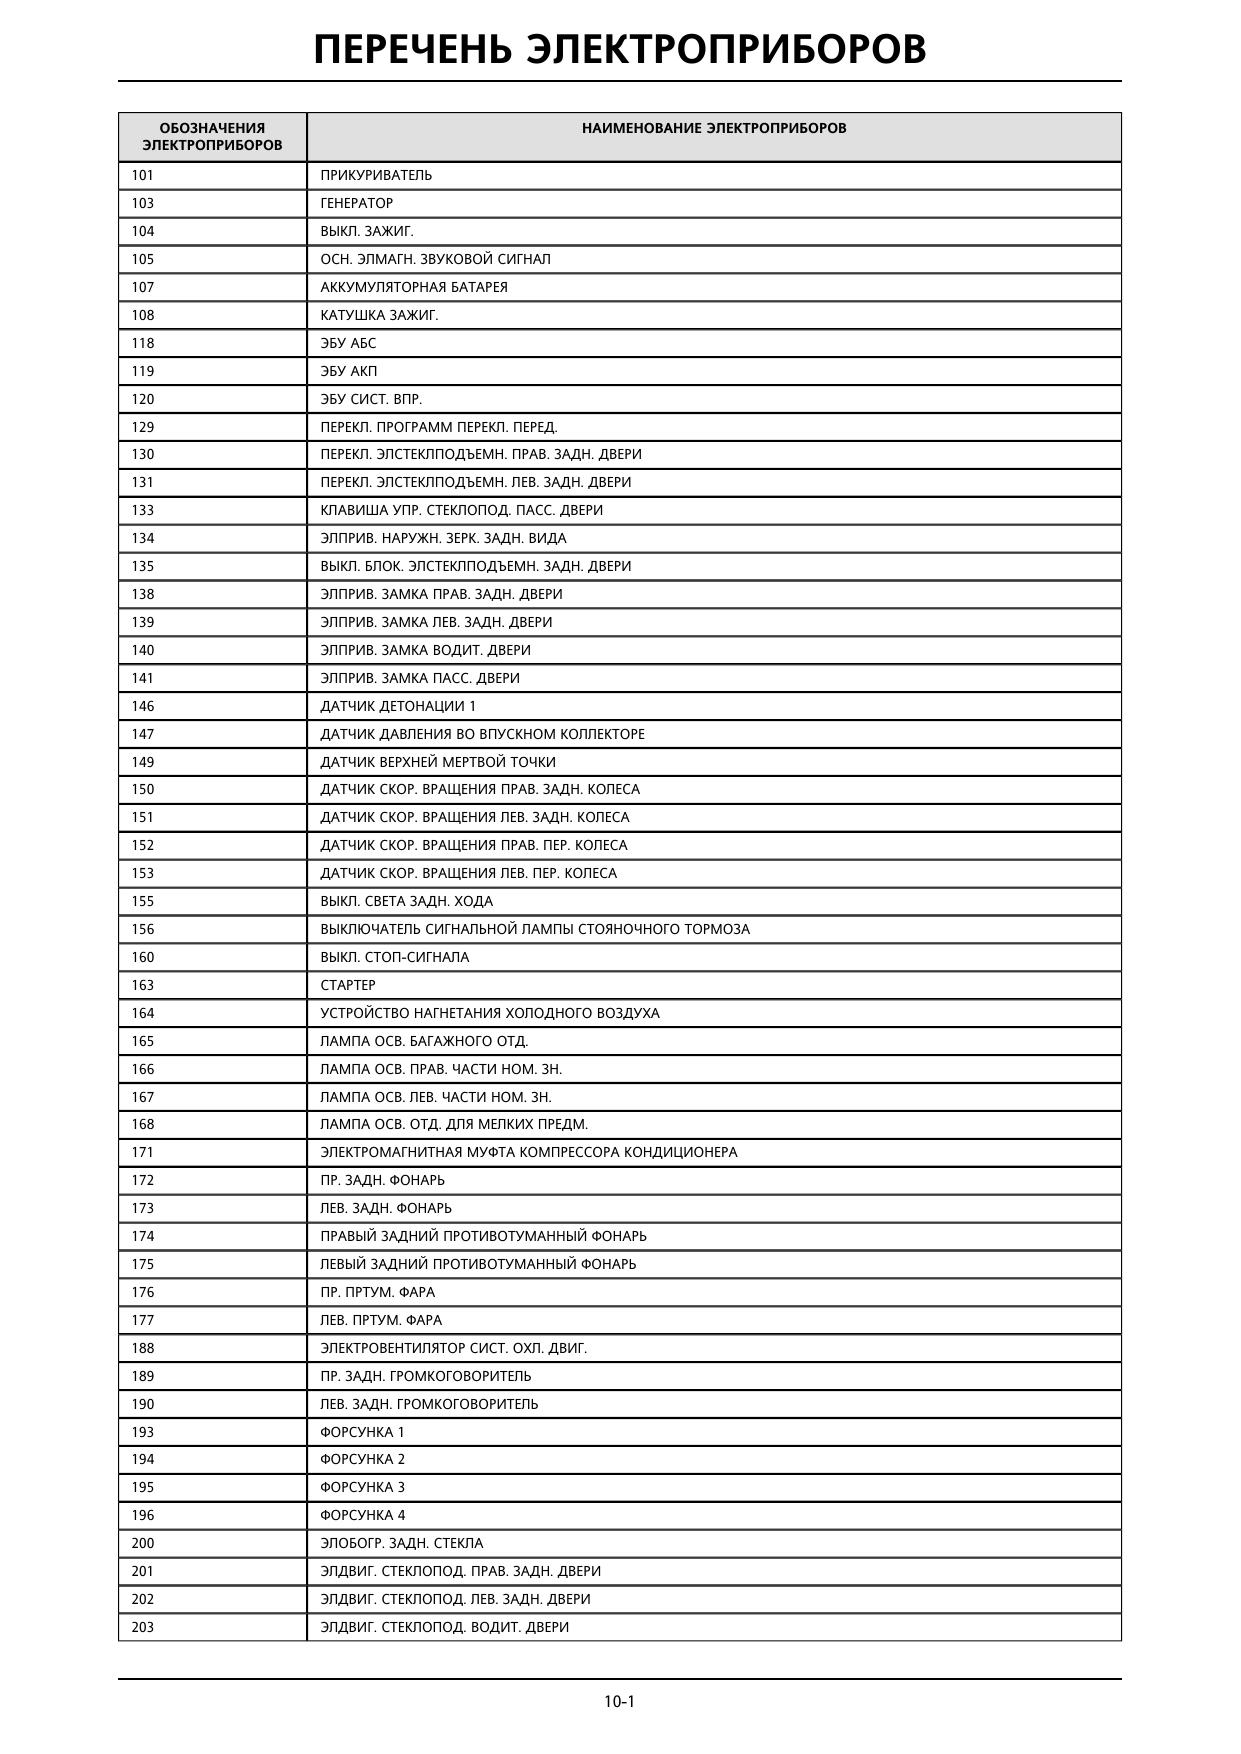 ПЕРЕЧЕНЬ ЭЛЕКТРОПРИБОРОВ
ОБОЗНАЧЕНИЯ
ЭЛЕКТРОПРИБОРОВ
НАИМЕНОВАНИЕ ЭЛЕКТРОПРИБОРОВ
101 ПРИКУРИВАТЕЛЬ
103 ГЕНЕРАТОР
104 ВЫКЛ. ЗАЖИГ.
105 ОСН. ЭЛМАГН. ЗВУКОВОЙ СИГНАЛ
107 АККУМУЛЯТОРНАЯ БАТАРЕЯ
108 КАТУШКА ЗАЖИГ.
118 ЭБУ АБС
119 ЭБУ АКП
120 ЭБУ СИСТ. ВПР.
129 ПЕРЕКЛ. ПРОГРАММ ПЕРЕКЛ. ПЕРЕД.
130 ПЕРЕКЛ. ЭЛСТЕКЛПОДЪЕМН. ПРАВ. ЗАДН. ДВЕРИ
131 ПЕРЕКЛ. ЭЛСТЕКЛПОДЪЕМН. ЛЕВ. ЗАДН. ДВЕРИ
133 КЛАВИША УПР. СТЕКЛОПОД. ПАСС. ДВЕРИ
134 ЭЛПРИВ. НАРУЖН. ЗЕРК. ЗАДН. ВИДА
135 ВЫКЛ. БЛОК. ЭЛСТЕКЛПОДЪЕМН. ЗАДН. ДВЕРИ
138 ЭЛПРИВ. ЗАМКА ПРАВ. ЗАДН. ДВЕРИ
139 ЭЛПРИВ. ЗАМКА ЛЕВ. ЗАДН. ДВЕРИ
140 ЭЛПРИВ. ЗАМКА ВОДИТ. ДВЕРИ
141 ЭЛПРИВ. ЗАМКА ПАСС. ДВЕРИ
146 ДАТЧИК ДЕТОНАЦИИ 1
147 ДАТЧИК ДАВЛЕНИЯ ВО ВПУСКНОМ КОЛЛЕКТОРЕ
149 ДАТЧИК ВЕРХНЕЙ МЕРТВОЙ ТОЧКИ
150 ДАТЧИК СКОР. ВРАЩЕНИЯ ПРАВ. ЗАДН. КОЛЕСА
151 ДАТЧИК СКОР. ВРАЩЕНИЯ ЛЕВ. ЗАДН. КОЛЕСА
152 ДАТЧИК СКОР. ВРАЩЕНИЯ ПРАВ. ПЕР. КОЛЕСА
153 ДАТЧИК СКОР. ВРАЩЕНИЯ ЛЕВ. ПЕР. КОЛЕСА
155 ВЫКЛ. СВЕТА ЗАДН. ХОДА
156 ВЫКЛЮЧАТЕЛЬ СИГНАЛЬНОЙ ЛАМПЫ СТОЯНОЧНОГО ТОРМОЗА
160 ВЫКЛ. СТОП-СИГНАЛА
163 СТАРТЕР
164 УСТРОЙСТВО НАГНЕТАНИЯ ХОЛОДНОГО ВОЗДУХА
165 ЛАМПА ОСВ. БАГАЖНОГО ОТД.
166 ЛАМПА ОСВ. ПРАВ. ЧАСТИ НОМ. ЗН.
167 ЛАМПА ОСВ. ЛЕВ. ЧАСТИ НОМ. ЗН.
168 ЛАМПА ОСВ. ОТД. ДЛЯ МЕЛКИХ ПРЕДМ.
171 ЭЛЕКТРОМАГНИТНАЯ МУФТА КОМПРЕССОРА КОНДИЦИОНЕРА
172 ПР. ЗАДН. ФОНАРЬ
173 ЛЕВ. ЗАДН. ФОНАРЬ
174 ПРАВЫЙ ЗАДНИЙ ПРОТИВОТУМАННЫЙ ФОНАРЬ
175 ЛЕВЫЙ ЗАДНИЙ ПРОТИВОТУМАННЫЙ ФОНАРЬ
176 ПР. ПРТУМ. ФАРА
177 ЛЕВ. ПРТУМ. ФАРА
188 ЭЛЕКТРОВЕНТИЛЯТОР СИСТ. ОХЛ. ДВИГ.
189 ПР. ЗАДН. ГРОМКОГОВОРИТЕЛЬ
190 ЛЕВ. ЗАДН. ГРОМКОГОВОРИТЕЛЬ
193 ФОРСУНКА 1
194 ФОРСУНКА 2
195 ФОРСУНКА 3
196 ФОРСУНКА 4
200 ЭЛОБОГР. ЗАДН. СТЕКЛА
201 ЭЛДВИГ. СТЕКЛОПОД. ПРАВ. ЗАДН. ДВЕРИ
202 ЭЛДВИГ. СТЕКЛОПОД. ЛЕВ. ЗАДН. ДВЕРИ
203 ЭЛДВИГ. СТЕКЛОПОД. ВОДИТ. ДВЕРИ
10-1